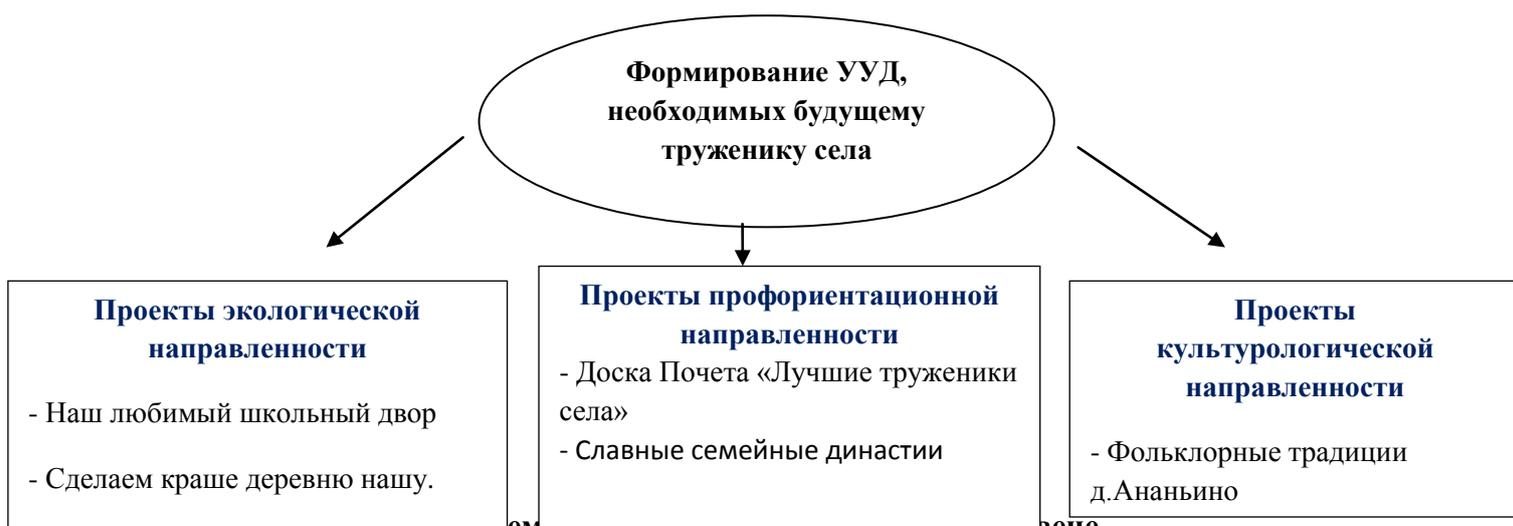 Формирование УУД,
необходимых будущему
труженику села
Проекты экологической
направленности
- Наш любимый школьный двор
- Сделаем краше деревню нашу.
Проекты профориентационной
направленности
- Доска Почета «Лучшие труженики
села»
- Славные семейные династии
Проекты
культурологической
направленности
- Фольклорные традиции
д.Ананьино